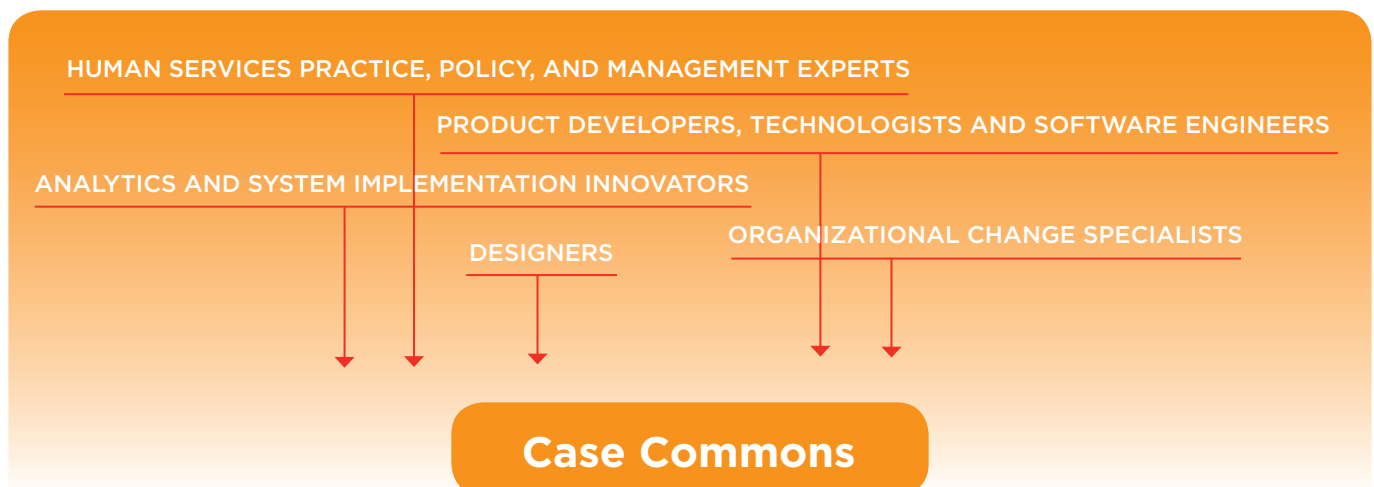 HUMAN SERVICES PRACTICE, POLICY, AND MANAGEMENT EXPERTS
PRODUCT DEVELOPERS, TECHNOLOGISTS AND SOFTWARE ENGINEERS
ANALYTICS AND SYSTEM IMPLEMENTATION INNOVATORS
ORGANIZATIONAL CHANGE SPECIALISTS
DESIGNERS
Case Commons